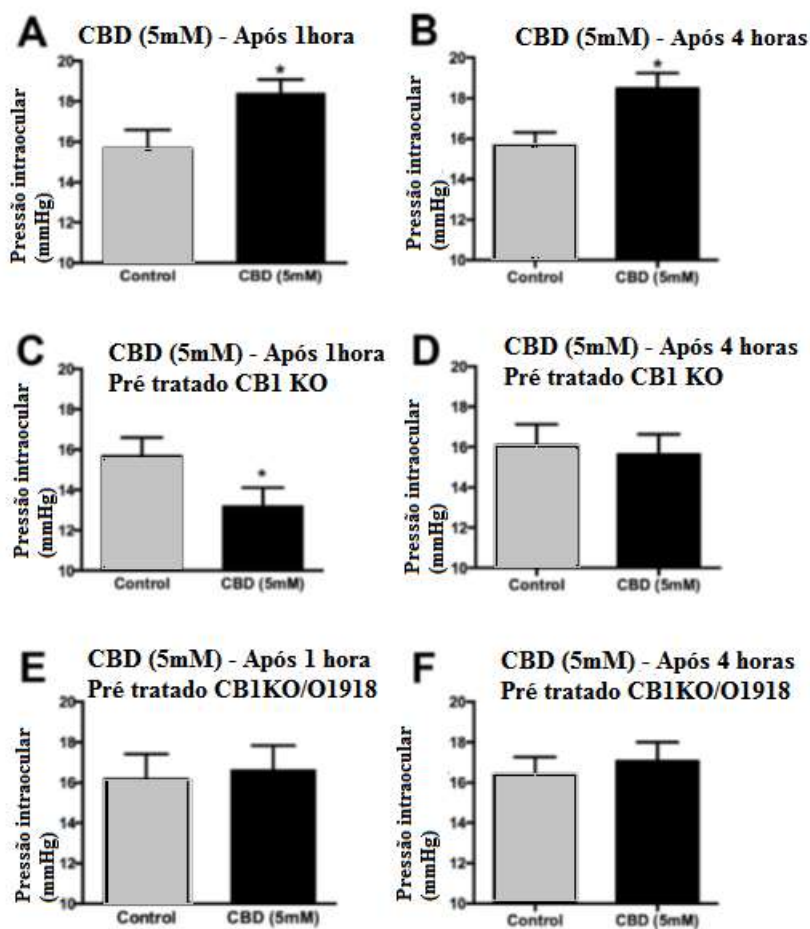 A
CBD (5mM) - Após 1hora
*
Pressão intraocular
(mmHg)
20
18
16
14
12
10
Control
CBD (5mM)
B
CBD (5mM) - Após 4 horas
*
Pressão intraocular
(mmHg)
20
18
16
14
12
10
Control
CBD (5mM)
C
CBD (5mM) - Após 1hora
Pré tratado CB1 KO
*
Pressão intraocular
(mmHg)
20
18
16
14
12
10
Control
CBD (5mM)
D
CBD (5mM) - Após 4 horas
Pré tratado CB1 KO
Pressão intraocular
(mmHg)
20
18
16
14
12
10
Control
CBD (5mM)
E
CBD (5mM) - Após 1 hora
Pré tratado CB1KO/O1918
Pressão intraocular
(mmHg)
20
18
16
14
12
10
Control
CBD (5mM)
F
CBD (5mM) - Após 4 horas
Pré tratado CB1KO/O1918
Pressão intraocular
(mmHg)
20
18
16
14
12
10
Control
CBD (5mM)